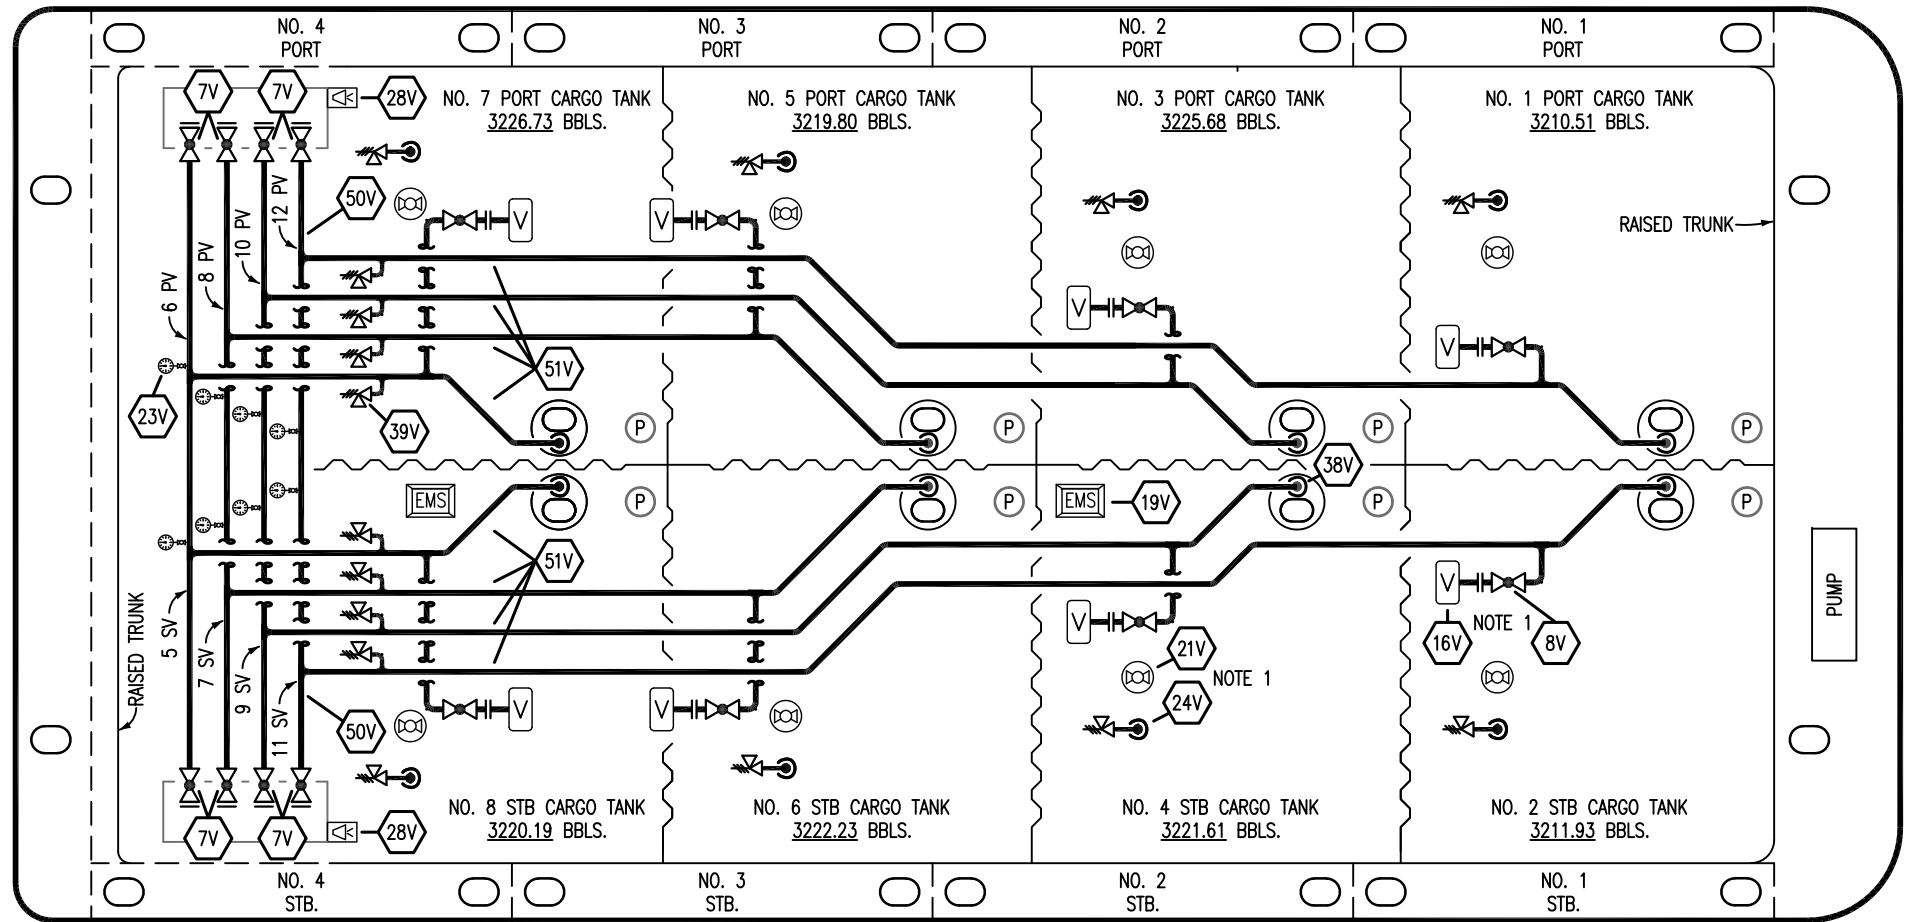 NO. 4
PORT
NO. 3
PORT
NO. 2
PORT
NO. 1
PORT
7V
7V
28V
NO. 7 PORT CARGO TANK
3226.73 BBLS.
NO. 5 PORT CARGO TANK
3219.80 BBLS.
NO. 3 PORT CARGO TANK
3225.68 BBLS.
NO. 1 PORT CARGO TANK
3210.51 BBLS.
6 PV
8 PV
10 PV
12 PV
50V
V
V
V
V
RAISED TRUNK
23V
39V
51V
P
P
P
P
38V
EMS
P
P
EMS
19V
P
P
51V
RAISED TRUNK
5 SV
7 SV
9 SV
11 SV
50V
V
V
V
21V
NOTE 1
24V
V
16V
NOTE 1
8V
PUMP
7V
7V
28V
NO. 8 STB CARGO TANK
3220.19 BBLS.
NO. 6 STB CARGO TANK
3222.23 BBLS.
NO. 4 STB CARGO TANK
3221.61 BBLS.
NO. 2 STB CARGO TANK
3211.93 BBLS.
NO. 4
STB.
NO. 3
STB.
NO. 2
STB.
NO. 1
STB.